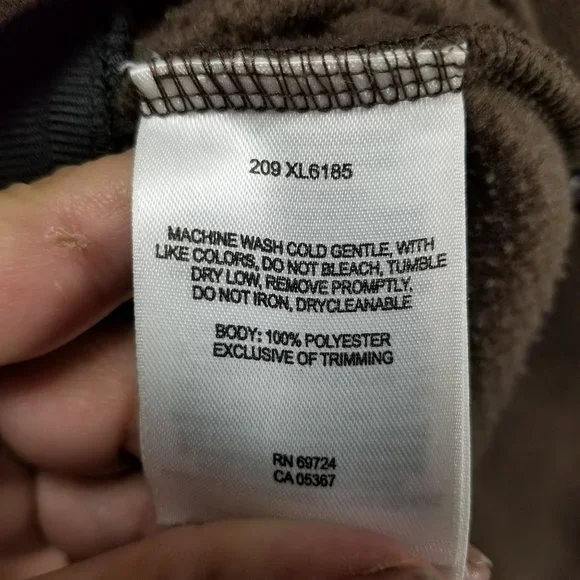 209 XL6185
MACHINE WASH COLD GENTLE, WITH
LIKE COLORS, DO NOT BLEACH, TUMBLE
DRY LOW, REMOVE PROMPTLY,
DO NOT IRON, DRYCLEANABLE
BODY: 100% POLYESTER
EXCLUSIVE OF TRIMMING
RN 69724
CA 05367